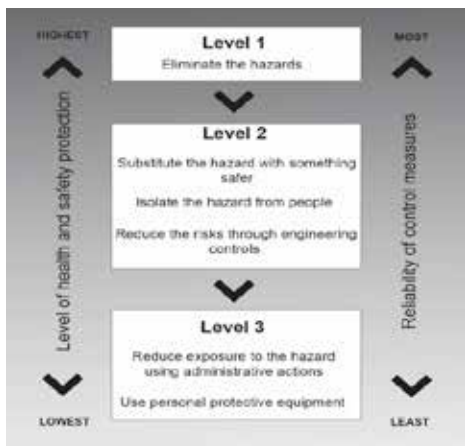 HIGHEST
MOST
Level 1
Eliminate the hazards
Level of health and safety protection
Reliability of control measures
Level 2
Substitute the hazard with something
safer
Isolate the hazard from people
Reduce the risks through engineering
controls
Level 3
Reduce exposure to the hazard
using administrative actions
Use personal protective equipment
LOWEST
LEAST